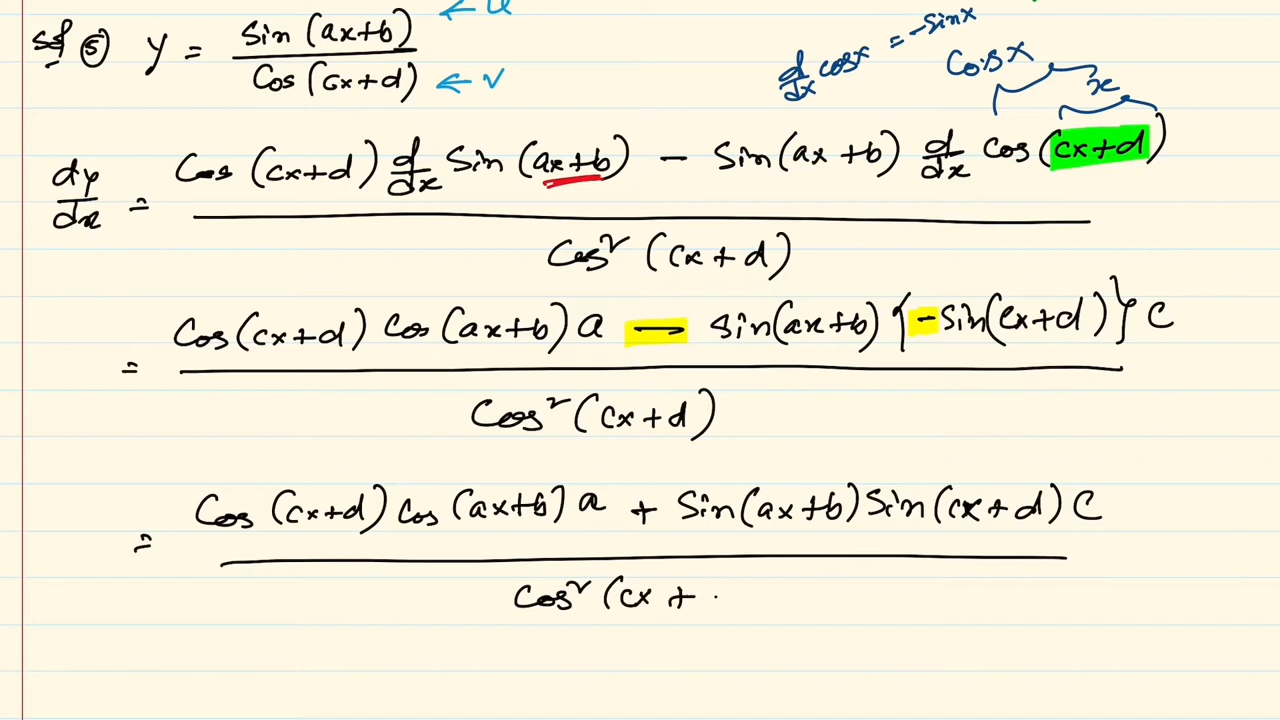 ← u
Sol ⑤ y = Sin (ax+b) / Cos (cx+d) ← v
d/dx cosx = -sinx
Cosx
x
dy/dx = Cos (cx+d) d/dx Sin (ax+b) - Sin(ax+b) d/dx Cos (cx+d) / Cos² (cx+d)
= Cos(cx+d) Cos (ax+b) a - Sin(ax+b) {-Sin(cx+d)} c / Cos² (cx+d)
= Cos (cx+d) Cos (ax+b) a + Sin(ax+b) Sin(cx+d) c / Cos² (cx +